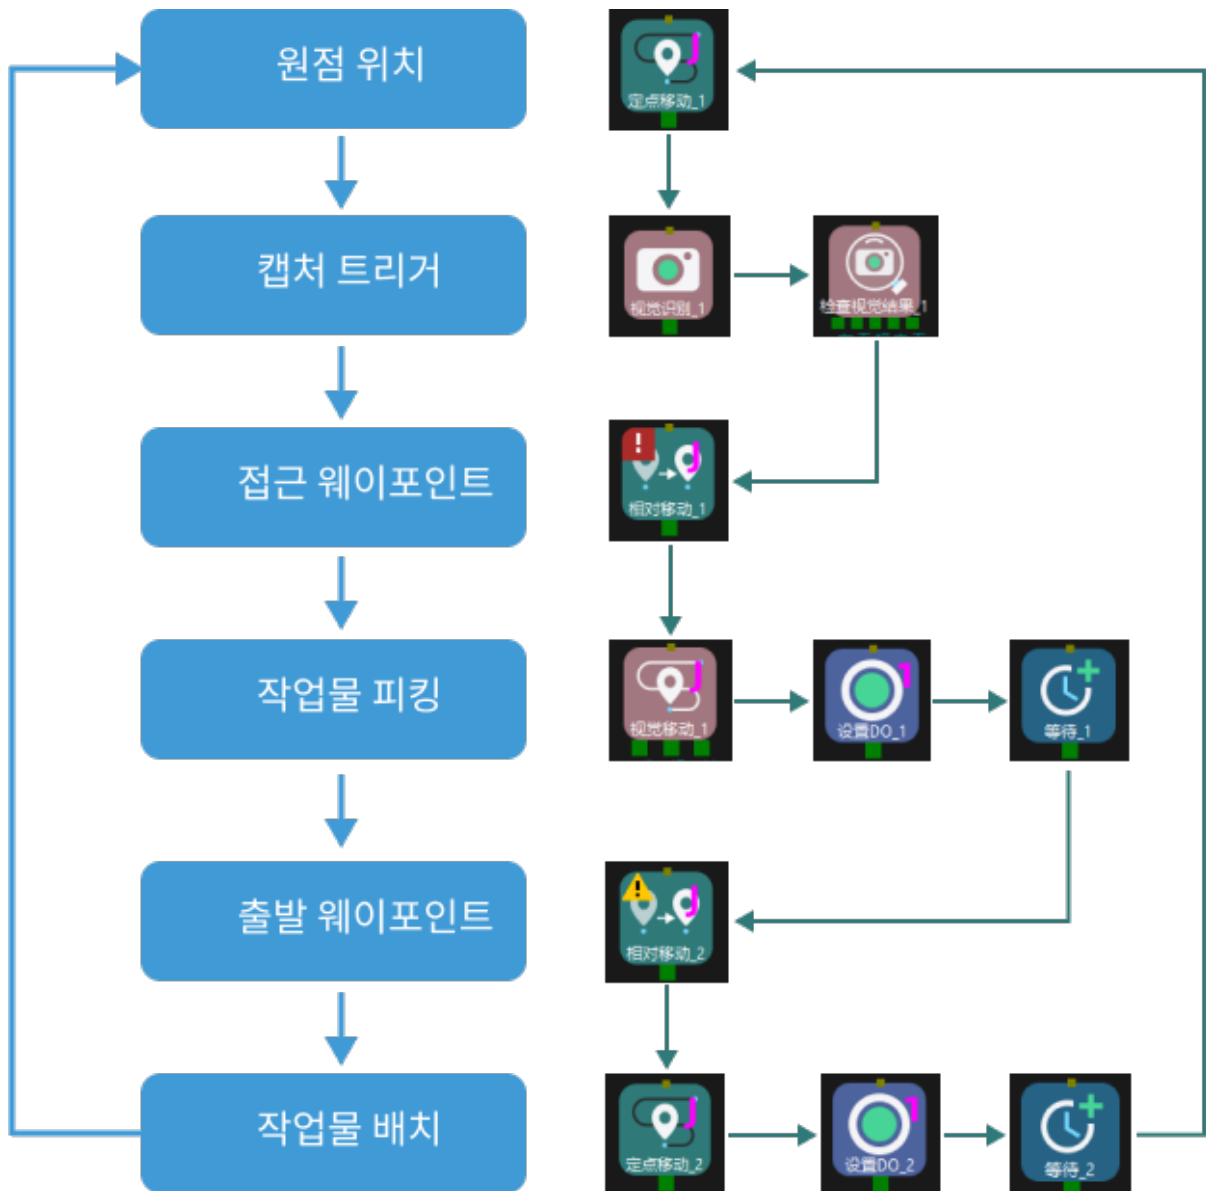 원점 위치
定点移动_1
캡처 트리거
视觉识别_1
检查视觉结果_1
접근 웨이포인트
相对移动_1
작업물 피킹
视觉移动_1
设置DO_1
等待_1
출발 웨이포인트
相对移动_2
작업물 배치
定点移动_2
设置DO_2
等待_2